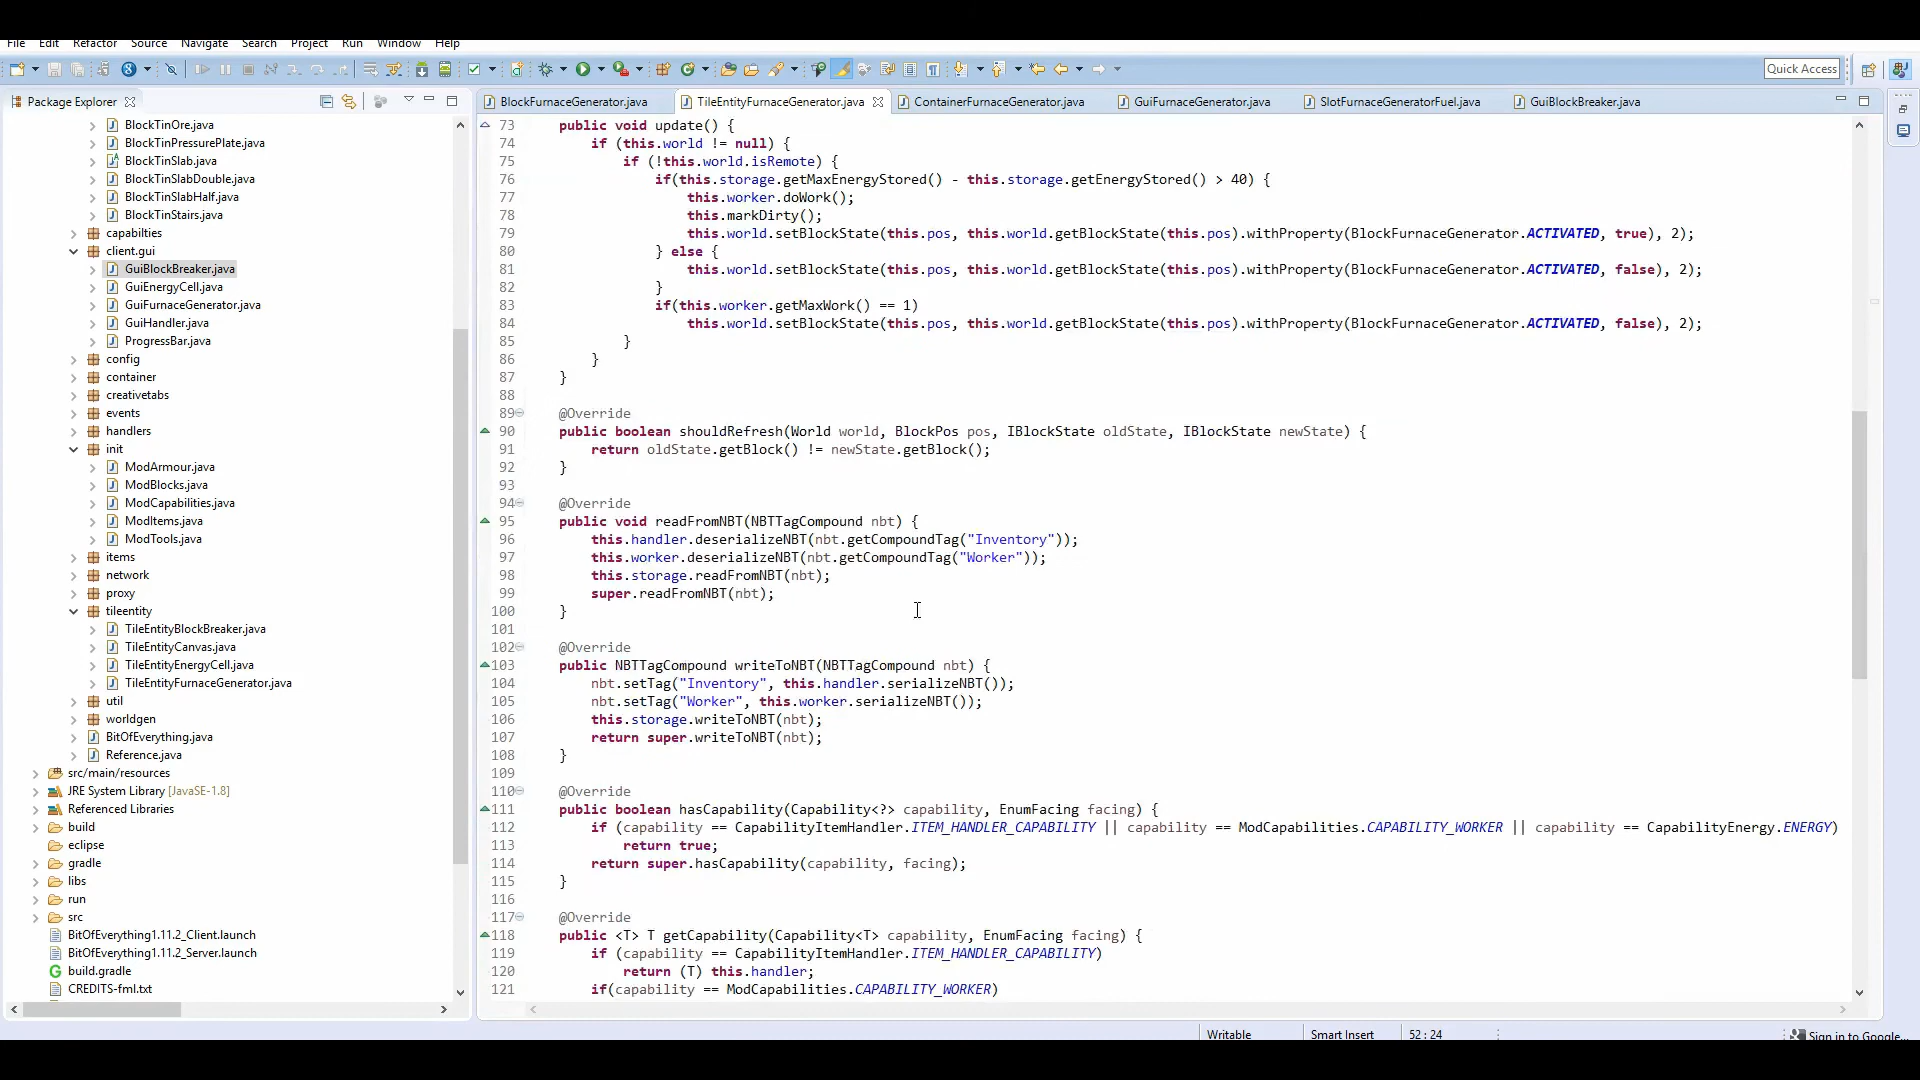 File Edit Refactor Source Navigate Search Project Run Window Help
Quick Access
Package Explorer
BlockFurnaceGenerator.java TileEntityFurnaceGenerator.java ContainerFurnaceGenerator.java GuiFurnaceGenerator.java SlotFurnaceGeneratorFuel.java GuiBlockBreaker.java
BlockTinOre.java
BlockTinPressurePlate.java
BlockTinSlab.java
BlockTinSlabDouble.java
BlockTinSlabHalf.java
BlockTinStairs.java
capabilties
client.gui
GuiBlockBreaker.java
GuiEnergyCell.java
GuiFurnaceGenerator.java
GuiHandler.java
ProgressBar.java
config
container
creativetabs
events
handlers
init
ModArmour.java
ModBlocks.java
ModCapabilities.java
ModItems.java
ModTools.java
items
network
proxy
tileentity
TileEntityBlockBreaker.java
TileEntityCanvas.java
TileEntityEnergyCell.java
TileEntityFurnaceGenerator.java
util
worldgen
BitOfEverything.java
Reference.java
src/main/resources
JRE System Library [JavaSE-1.8]
Referenced Libraries
build
eclipse
gradle
libs
run
src
BitOfEverything1.11.2_Client.launch
BitOfEverything1.11.2_Server.launch
build.gradle
CREDITS-fml.txt
73 public void update() {
74 if (this.world != null) {
75 if (!this.world.isRemote) {
76 if(this.storage.getMaxEnergyStored() - this.storage.getEnergyStored() > 40) {
77 this.worker.doWork();
78 this.markDirty();
79 this.world.setBlockState(this.pos, this.world.getBlockState(this.pos).withProperty(BlockFurnaceGenerator.ACTIVATED, true), 2);
80 } else {
81 this.world.setBlockState(this.pos, this.world.getBlockState(this.pos).withProperty(BlockFurnaceGenerator.ACTIVATED, false), 2);
82 }
83 if(this.worker.getMaxWork() == 1)
84 this.world.setBlockState(this.pos, this.world.getBlockState(this.pos).withProperty(BlockFurnaceGenerator.ACTIVATED, false), 2);
85 }
86 }
87 }
88
89 @Override
90 public boolean shouldRefresh(World world, BlockPos pos, IBlockState oldState, IBlockState newState) {
91 return oldState.getBlock() != newState.getBlock();
92 }
93
94 @Override
95 public void readFromNBT(NBTTagCompound nbt) {
96 this.handler.deserializeNBT(nbt.getCompoundTag("Inventory"));
97 this.worker.deserializeNBT(nbt.getCompoundTag("Worker"));
98 this.storage.readFromNBT(nbt);
99 super.readFromNBT(nbt);
100 }
101
102 @Override
103 public NBTTagCompound writeToNBT(NBTTagCompound nbt) {
104 nbt.setTag("Inventory", this.handler.serializeNBT());
105 nbt.setTag("Worker", this.worker.serializeNBT());
106 this.storage.writeToNBT(nbt);
107 return super.writeToNBT(nbt);
108 }
109
110 @Override
111 public boolean hasCapability(Capability<?> capability, EnumFacing facing) {
112 if (capability == CapabilityItemHandler.ITEM_HANDLER_CAPABILITY || capability == ModCapabilities.CAPABILITY_WORKER || capability == CapabilityEnergy.ENERGY)
113 return true;
114 return super.hasCapability(capability, facing);
115 }
116
117 @Override
118 public <T> T getCapability(Capability<T> capability, EnumFacing facing) {
119 if (capability == CapabilityItemHandler.ITEM_HANDLER_CAPABILITY)
120 return (T) this.handler;
121 if(capability == ModCapabilities.CAPABILITY_WORKER)
Writable Smart Insert 52 : 24 Sign in to Google...